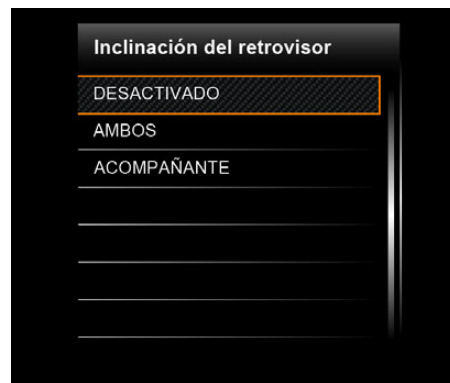 Inclinación del retrovisor
DESACTIVADO
AMBOS
ACOMPAÑANTE